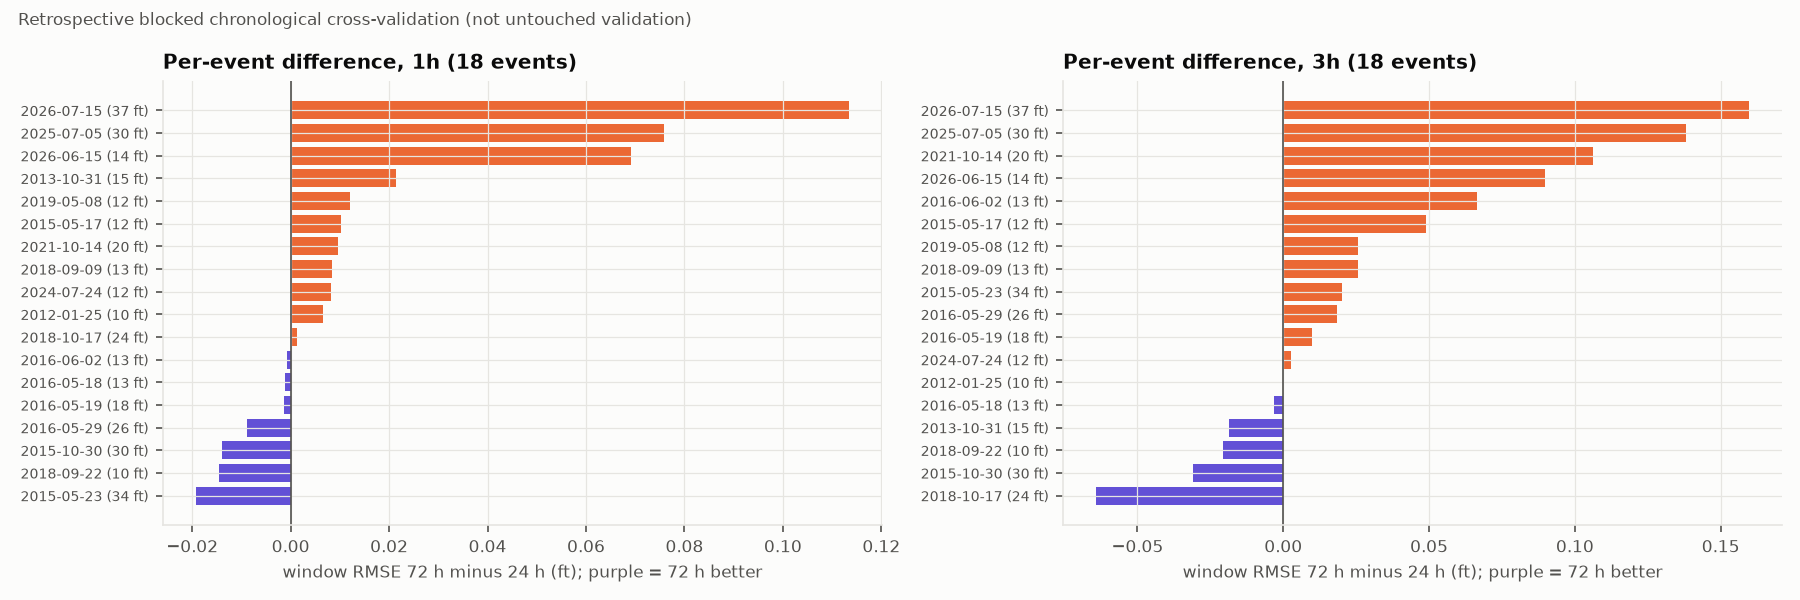 Retrospective blocked chronological cross-validation (not untouched validation)
Per-event difference, 1h (18 events)
2026-07-15 (37 ft)
2025-07-05 (30 ft)
2026-06-15 (14 ft)
2013-10-31 (15 ft)
2019-05-08 (12 ft)
2015-05-17 (12 ft)
2021-10-14 (20 ft)
2018-09-09 (13 ft)
2024-07-24 (12 ft)
2012-01-25 (10 ft)
2018-10-17 (24 ft)
2016-06-02 (13 ft)
2016-05-18 (13 ft)
2016-05-19 (18 ft)
2016-05-29 (26 ft)
2015-10-30 (30 ft)
2018-09-22 (10 ft)
2015-05-23 (34 ft)
−0.02 0.00 0.02 0.04 0.06 0.08 0.10 0.12
window RMSE 72 h minus 24 h (ft); purple = 72 h better
Per-event difference, 3h (18 events)
2026-07-15 (37 ft)
2025-07-05 (30 ft)
2021-10-14 (20 ft)
2026-06-15 (14 ft)
2016-06-02 (13 ft)
2015-05-17 (12 ft)
2019-05-08 (12 ft)
2018-09-09 (13 ft)
2015-05-23 (34 ft)
2016-05-29 (26 ft)
2016-05-19 (18 ft)
2024-07-24 (12 ft)
2012-01-25 (10 ft)
2016-05-18 (13 ft)
2013-10-31 (15 ft)
2018-09-22 (10 ft)
2015-10-30 (30 ft)
2018-10-17 (24 ft)
−0.05 0.00 0.05 0.10 0.15
window RMSE 72 h minus 24 h (ft); purple = 72 h better